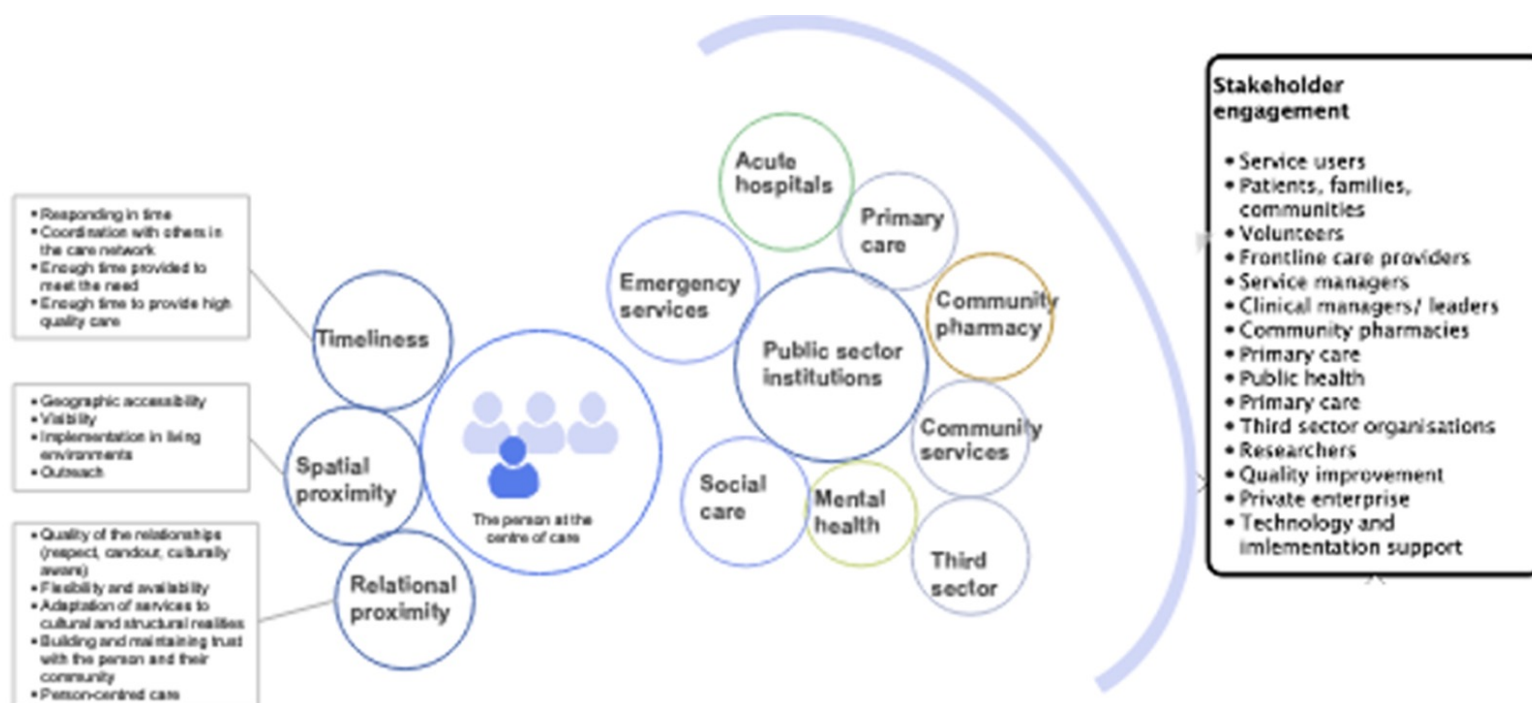 • Responding in time
• Coordination with others in
the care network
• Enough time provided to
meet the need
• Enough time to provide high
quality care
• Geographic accessibility
• Visibility
• Implementation in living
environments
• Outreach
• Quality of the relationships
(respect, candour, culturally
aware)
• Flexibility and availability
• Adaptation of services to
cultural and structural realities
• Building and maintaining trust
with the person and their
community
• Person-centred care
Timeliness
Spatial
proximity
Relational
proximity
The person at the
centre of care
Acute
hospitals
Primary
care
Emergency
services
Community
pharmacy
Public sector
institutions
Community
services
Social
care
Mental
health
Third
sector
Stakeholder
engagement
• Service users
• Patients, families,
communities
• Volunteers
• Frontline care providers
• Service managers
• Clinical managers/ leaders
• Community pharmacies
• Primary care
• Public health
• Primary care
• Third sector organisations
• Researchers
• Quality improvement
• Private enterprise
• Technology and
imlementation support